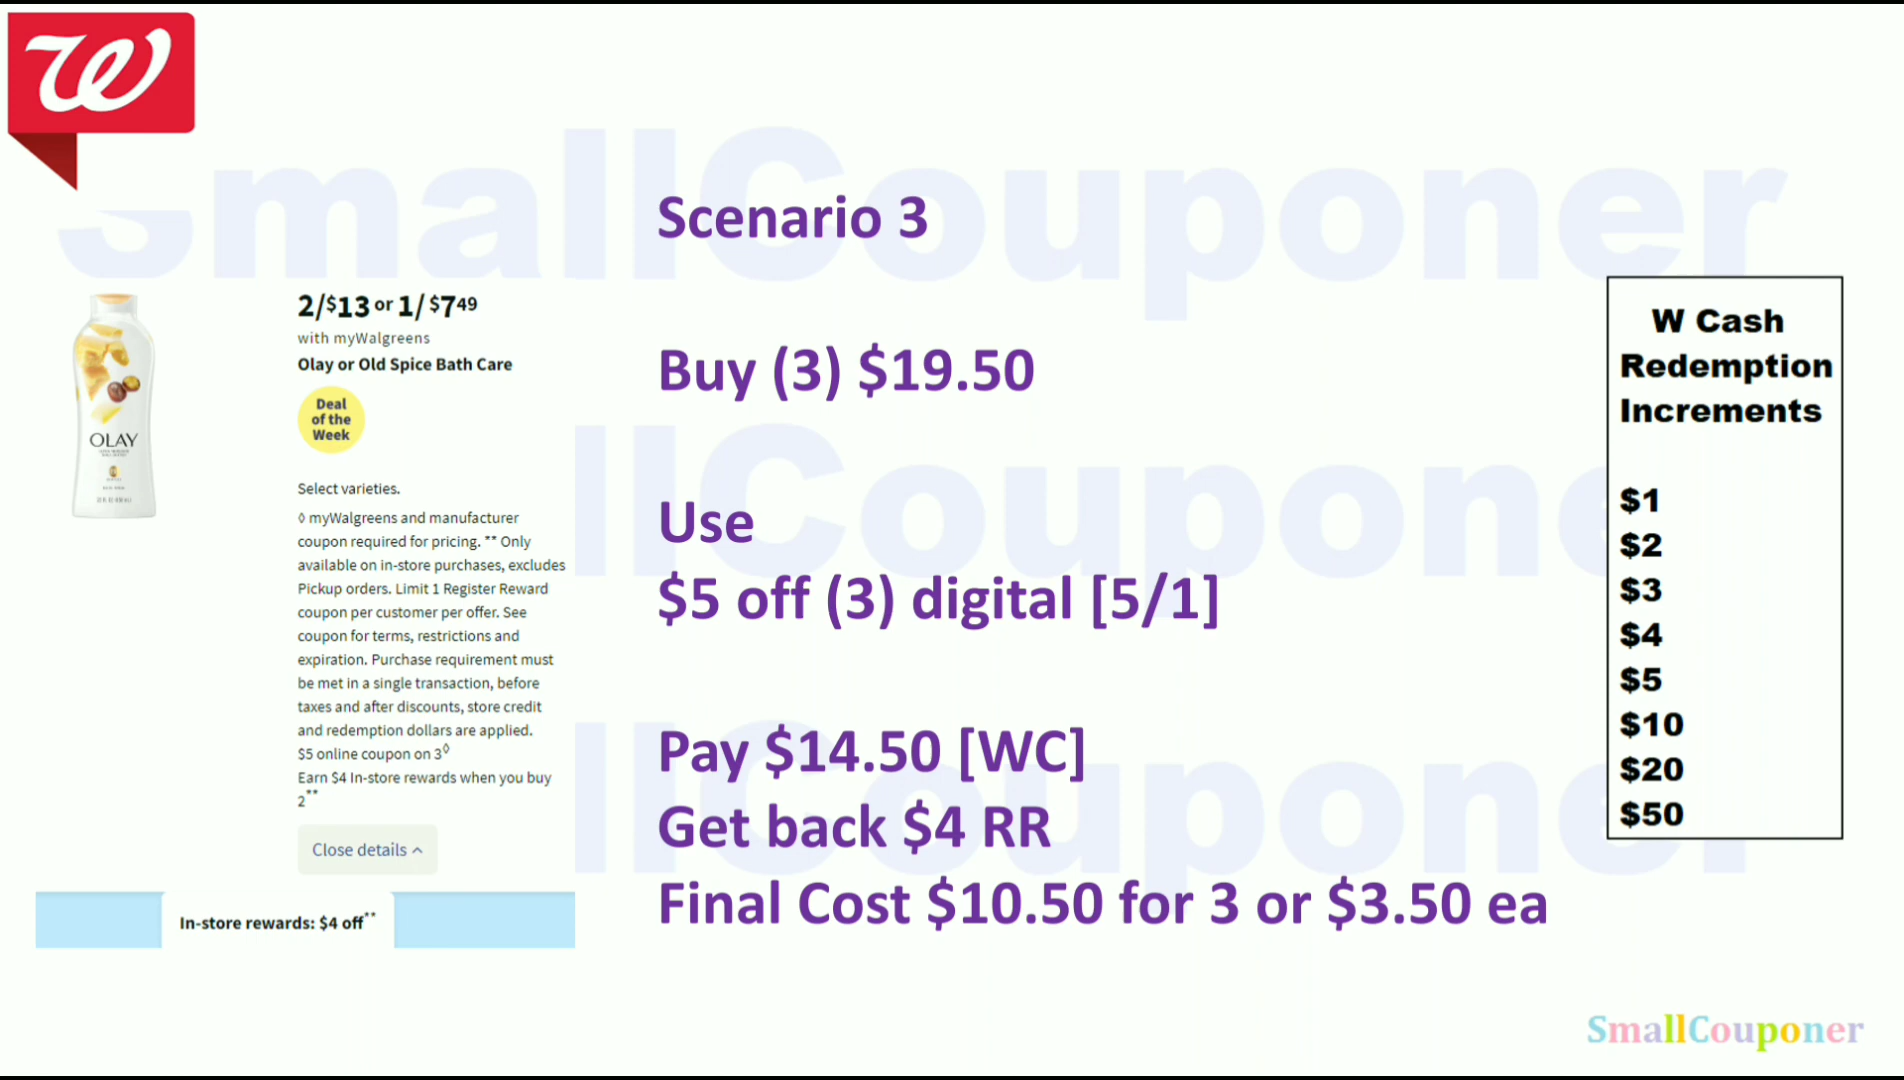 W
SmallCouponer
Scenario 3
2/$13 or 1/$749
with myWalgreens
Olay or Old Spice Bath Care
Deal
of the
Week
OLAY
Select varieties.
◊ myWalgreens and manufacturer
coupon required for pricing. ** Only
available on in-store purchases, excludes
Pickup orders. Limit 1 Register Reward
coupon per customer per offer. See
coupon for terms, restrictions and
expiration. Purchase requirement must
be met in a single transaction, before
taxes and after discounts, store credit
and redemption dollars are applied.
$5 online coupon on 3◊
Earn $4 In-store rewards when you buy
2**
Close details
In-store rewards: $4 off**
Buy (3) $19.50
Use
$5 off (3) digital [5/1]
Pay $14.50 [WC]
Get back $4 RR
Final Cost $10.50 for 3 or $3.50 ea
W Cash
Redemption
Increments
$1
$2
$3
$4
$5
$10
$20
$50
llCouponer
llCouponer
SmallCouponer